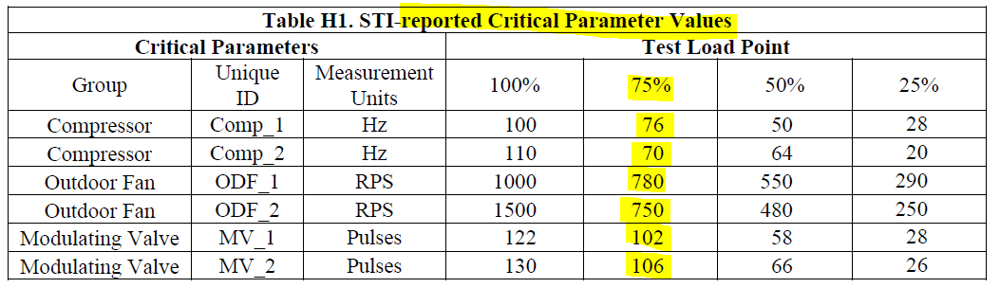 Table H1. STI-reported Critical Parameter Values
Critical Parameters Test Load Point
Group Unique ID Measurement Units 100% 75% 50% 25%
Compressor Comp_1 Hz 100 76 50 28
Compressor Comp_2 Hz 110 70 64 20
Outdoor Fan ODF_1 RPS 1000 780 550 290
Outdoor Fan ODF_2 RPS 1500 750 480 250
Modulating Valve MV_1 Pulses 122 102 58 28
Modulating Valve MV_2 Pulses 130 106 66 26